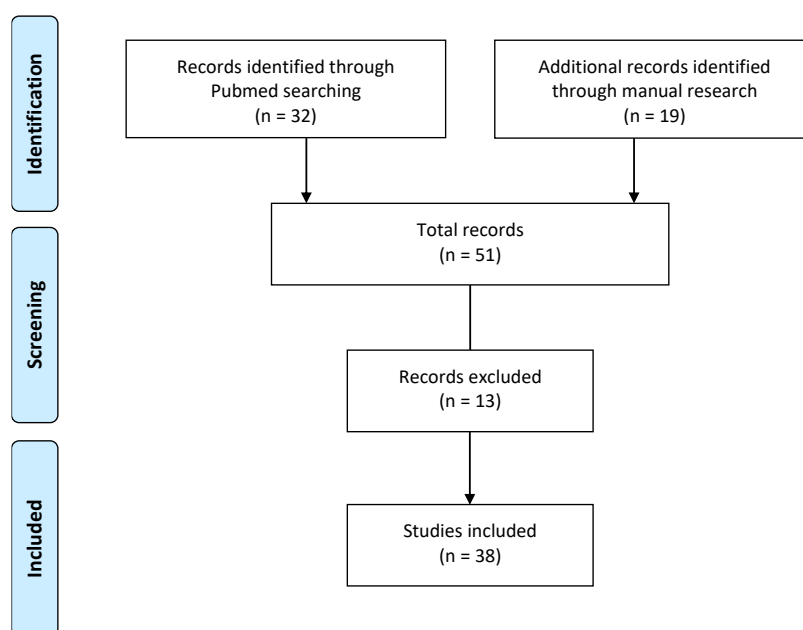 Identification
Records identified through
Pubmed searching
(n = 32)
Additional records identified
through manual research
(n = 19)
Total records
(n = 51)
Screening
Records excluded
(n = 13)
Included
Studies included
(n = 38)